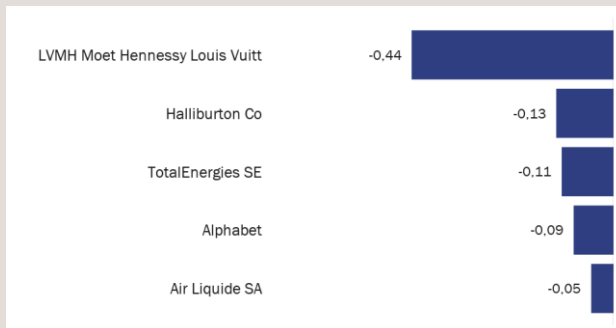 LVMH Moet Hennessy Louis Vuitt -0,44
Halliburton Co -0,13
TotalEnergies SE -0,11
Alphabet -0,09
Air Liquide SA -0,05